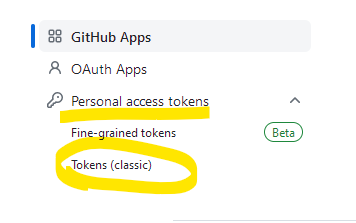 GitHub Apps
OAuth Apps
Personal access tokens
Fine-grained tokens Beta
Tokens (classic)